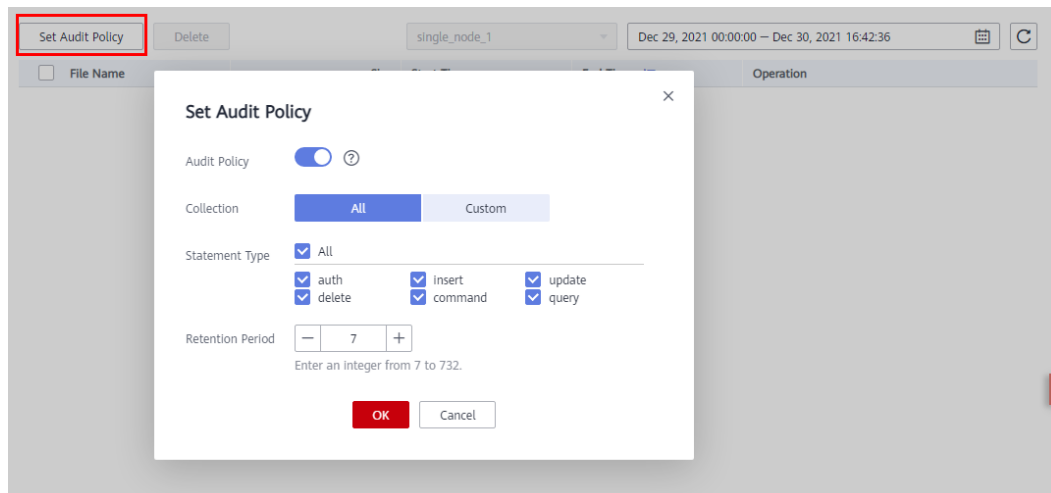 Set Audit Policy Delete single_node_1 Dec 29, 2021 00:00:00 — Dec 30, 2021 16:42:36
File Name Operation
Set Audit Policy
Audit Policy
Collection All Custom
Statement Type All
auth insert update
delete command query
Retention Period 7
Enter an integer from 7 to 732.
OK Cancel